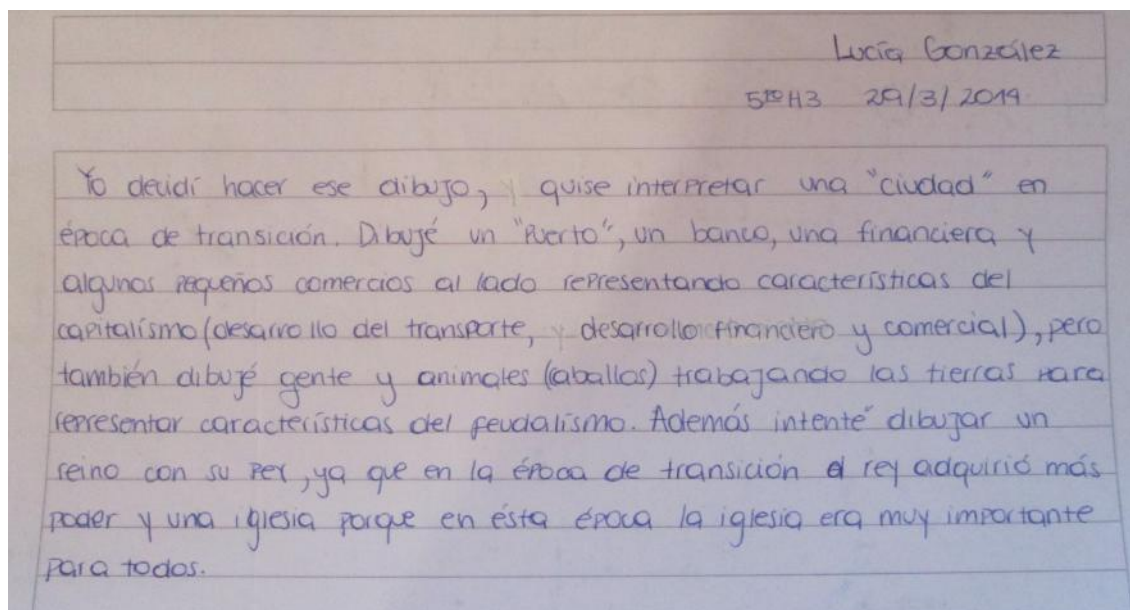 Lucía González
5to H3 29/3/2019
Yo decidí hacer ese dibujo, y quise interpretar una "ciudad" en
época de transición. Dibujé un "Puerto", un banco, una financiera y
algunos pequeños comercios al lado representando características del
capitalismo (desarrollo del transporte, y desarrollo financiero y comercial), pero
también dibujé gente y animales (caballos) trabajando las tierras para
representar características del feudalismo. Además intenté dibujar un
reino con su rey, ya que en la época de transición el rey adquirió más
poder y una iglesia porque en ésta época la iglesia era muy importante
para todos.